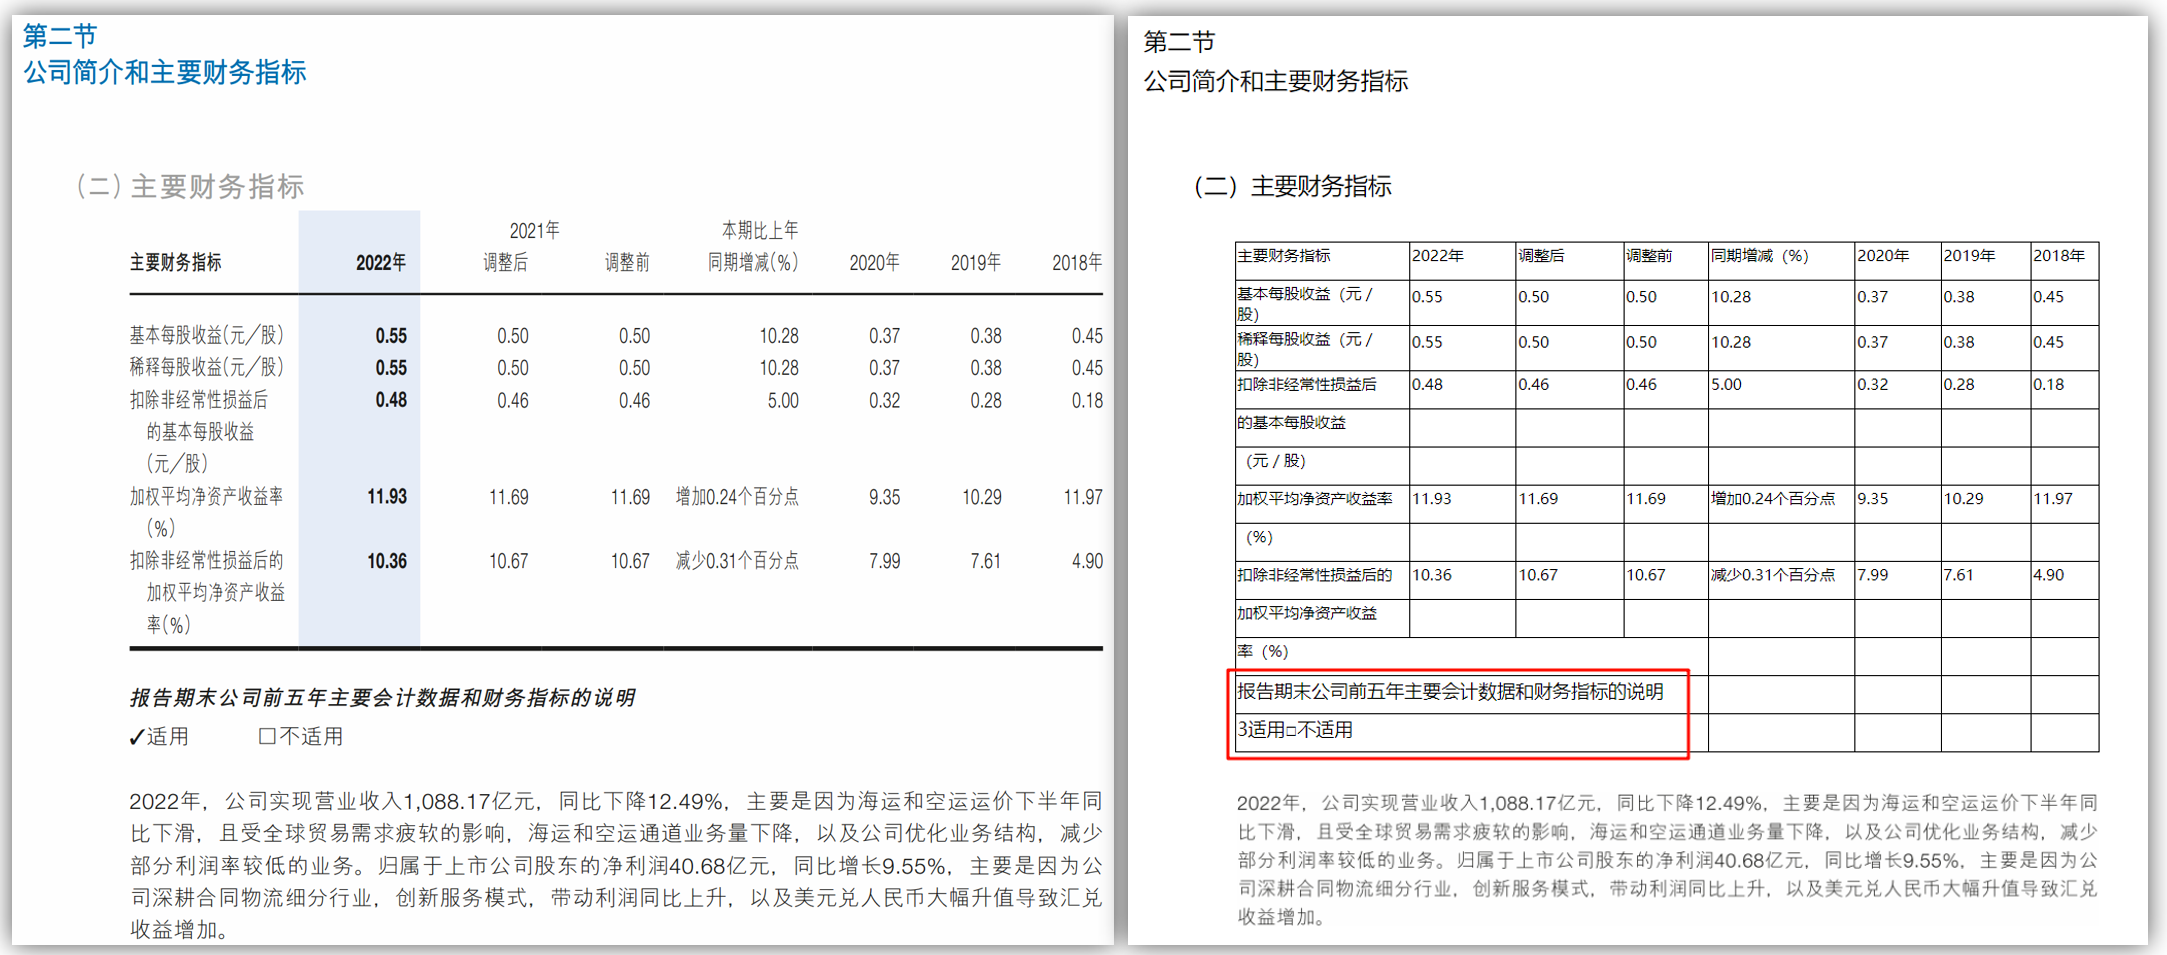 第二节
公司简介和主要财务指标
(二)主要财务指标
2021年 本期比上年
主要财务指标 2022年 调整后 调整前 同期增减(%) 2020年 2019年 2018年
基本每股收益(元/股) 0.55 0.50 0.50 10.28 0.37 0.38 0.45
稀释每股收益(元/股) 0.55 0.50 0.50 10.28 0.37 0.38 0.45
扣除非经常性损益后 0.48 0.46 0.46 5.00 0.32 0.28 0.18
的基本每股收益
(元/股)
加权平均净资产收益率 11.93 11.69 11.69 增加0.24个百分点 9.35 10.29 11.97
(%)
扣除非经常性损益后的 10.36 10.67 10.67 减少0.31个百分点 7.99 7.61 4.90
加权平均净资产收益
率(%)
报告期末公司前五年主要会计数据和财务指标的说明
✓适用 □不适用
2022年，公司实现营业收入1,088.17亿元，同比下降12.49%，主要是因为海运和空运运价下半年同
比下滑，且受全球贸易需求疲软的影响，海运和空运通道业务量下降，以及公司优化业务结构，减少
部分利润率较低的业务。归属于上市公司股东的净利润40.68亿元，同比增长9.55%，主要是因为公
司深耕合同物流细分行业，创新服务模式，带动利润同比上升，以及美元兑人民币大幅升值导致汇兑
收益增加。
第二节
公司简介和主要财务指标
（二）主要财务指标
主要财务指标 2022年 调整后 调整前 同期增减（%） 2020年 2019年 2018年
基本每股收益（元 /
股） 0.55 0.50 0.50 10.28 0.37 0.38 0.45
稀释每股收益（元 /
股） 0.55 0.50 0.50 10.28 0.37 0.38 0.45
扣除非经常性损益后 0.48 0.46 0.46 5.00 0.32 0.28 0.18
的基本每股收益
（元 / 股）
加权平均净资产收益率 11.93 11.69 11.69 增加0.24个百分点 9.35 10.29 11.97
（%）
扣除非经常性损益后的 10.36 10.67 10.67 减少0.31个百分点 7.99 7.61 4.90
加权平均净资产收益
率（%）
报告期末公司前五年主要会计数据和财务指标的说明
3适用□不适用
2022年，公司实现营业收入1,088.17亿元，同比下降12.49%，主要是因为海运和空运运价下半年同
比下滑，且受全球贸易需求疲软的影响，海运和空运通道业务量下降，以及公司优化业务结构，减少
部分利润率较低的业务。归属于上市公司股东的净利润40.68亿元，同比增长9.55%，主要是因为公
司深耕合同物流细分行业，创新服务模式，带动利润同比上升，以及美元兑人民币大幅升值导致汇兑
收益增加。